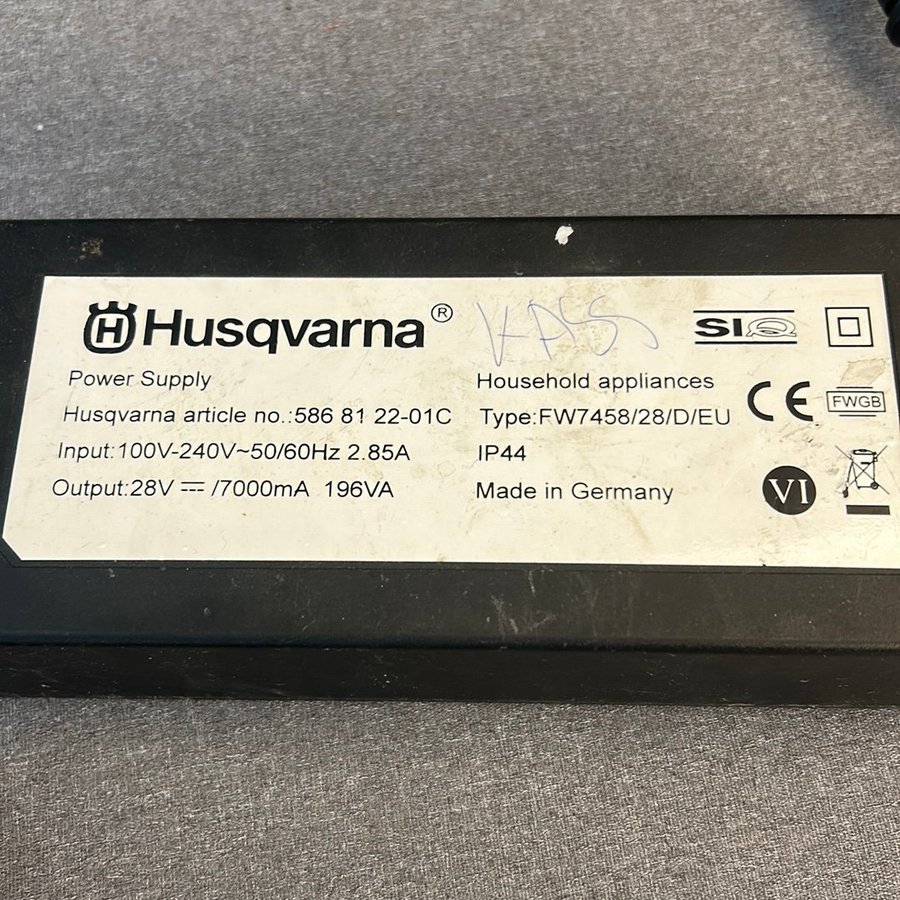 Husqvarna®
SIQ
Power Supply
Household appliances
Husqvarna article no.:586 81 22-01C
Type:FW7458/28/D/EU
CE
FWGB
Input:100V-240V~50/60Hz 2.85A
IP44
Output:28V ⎓ /7000mA 196VA
Made in Germany
VI